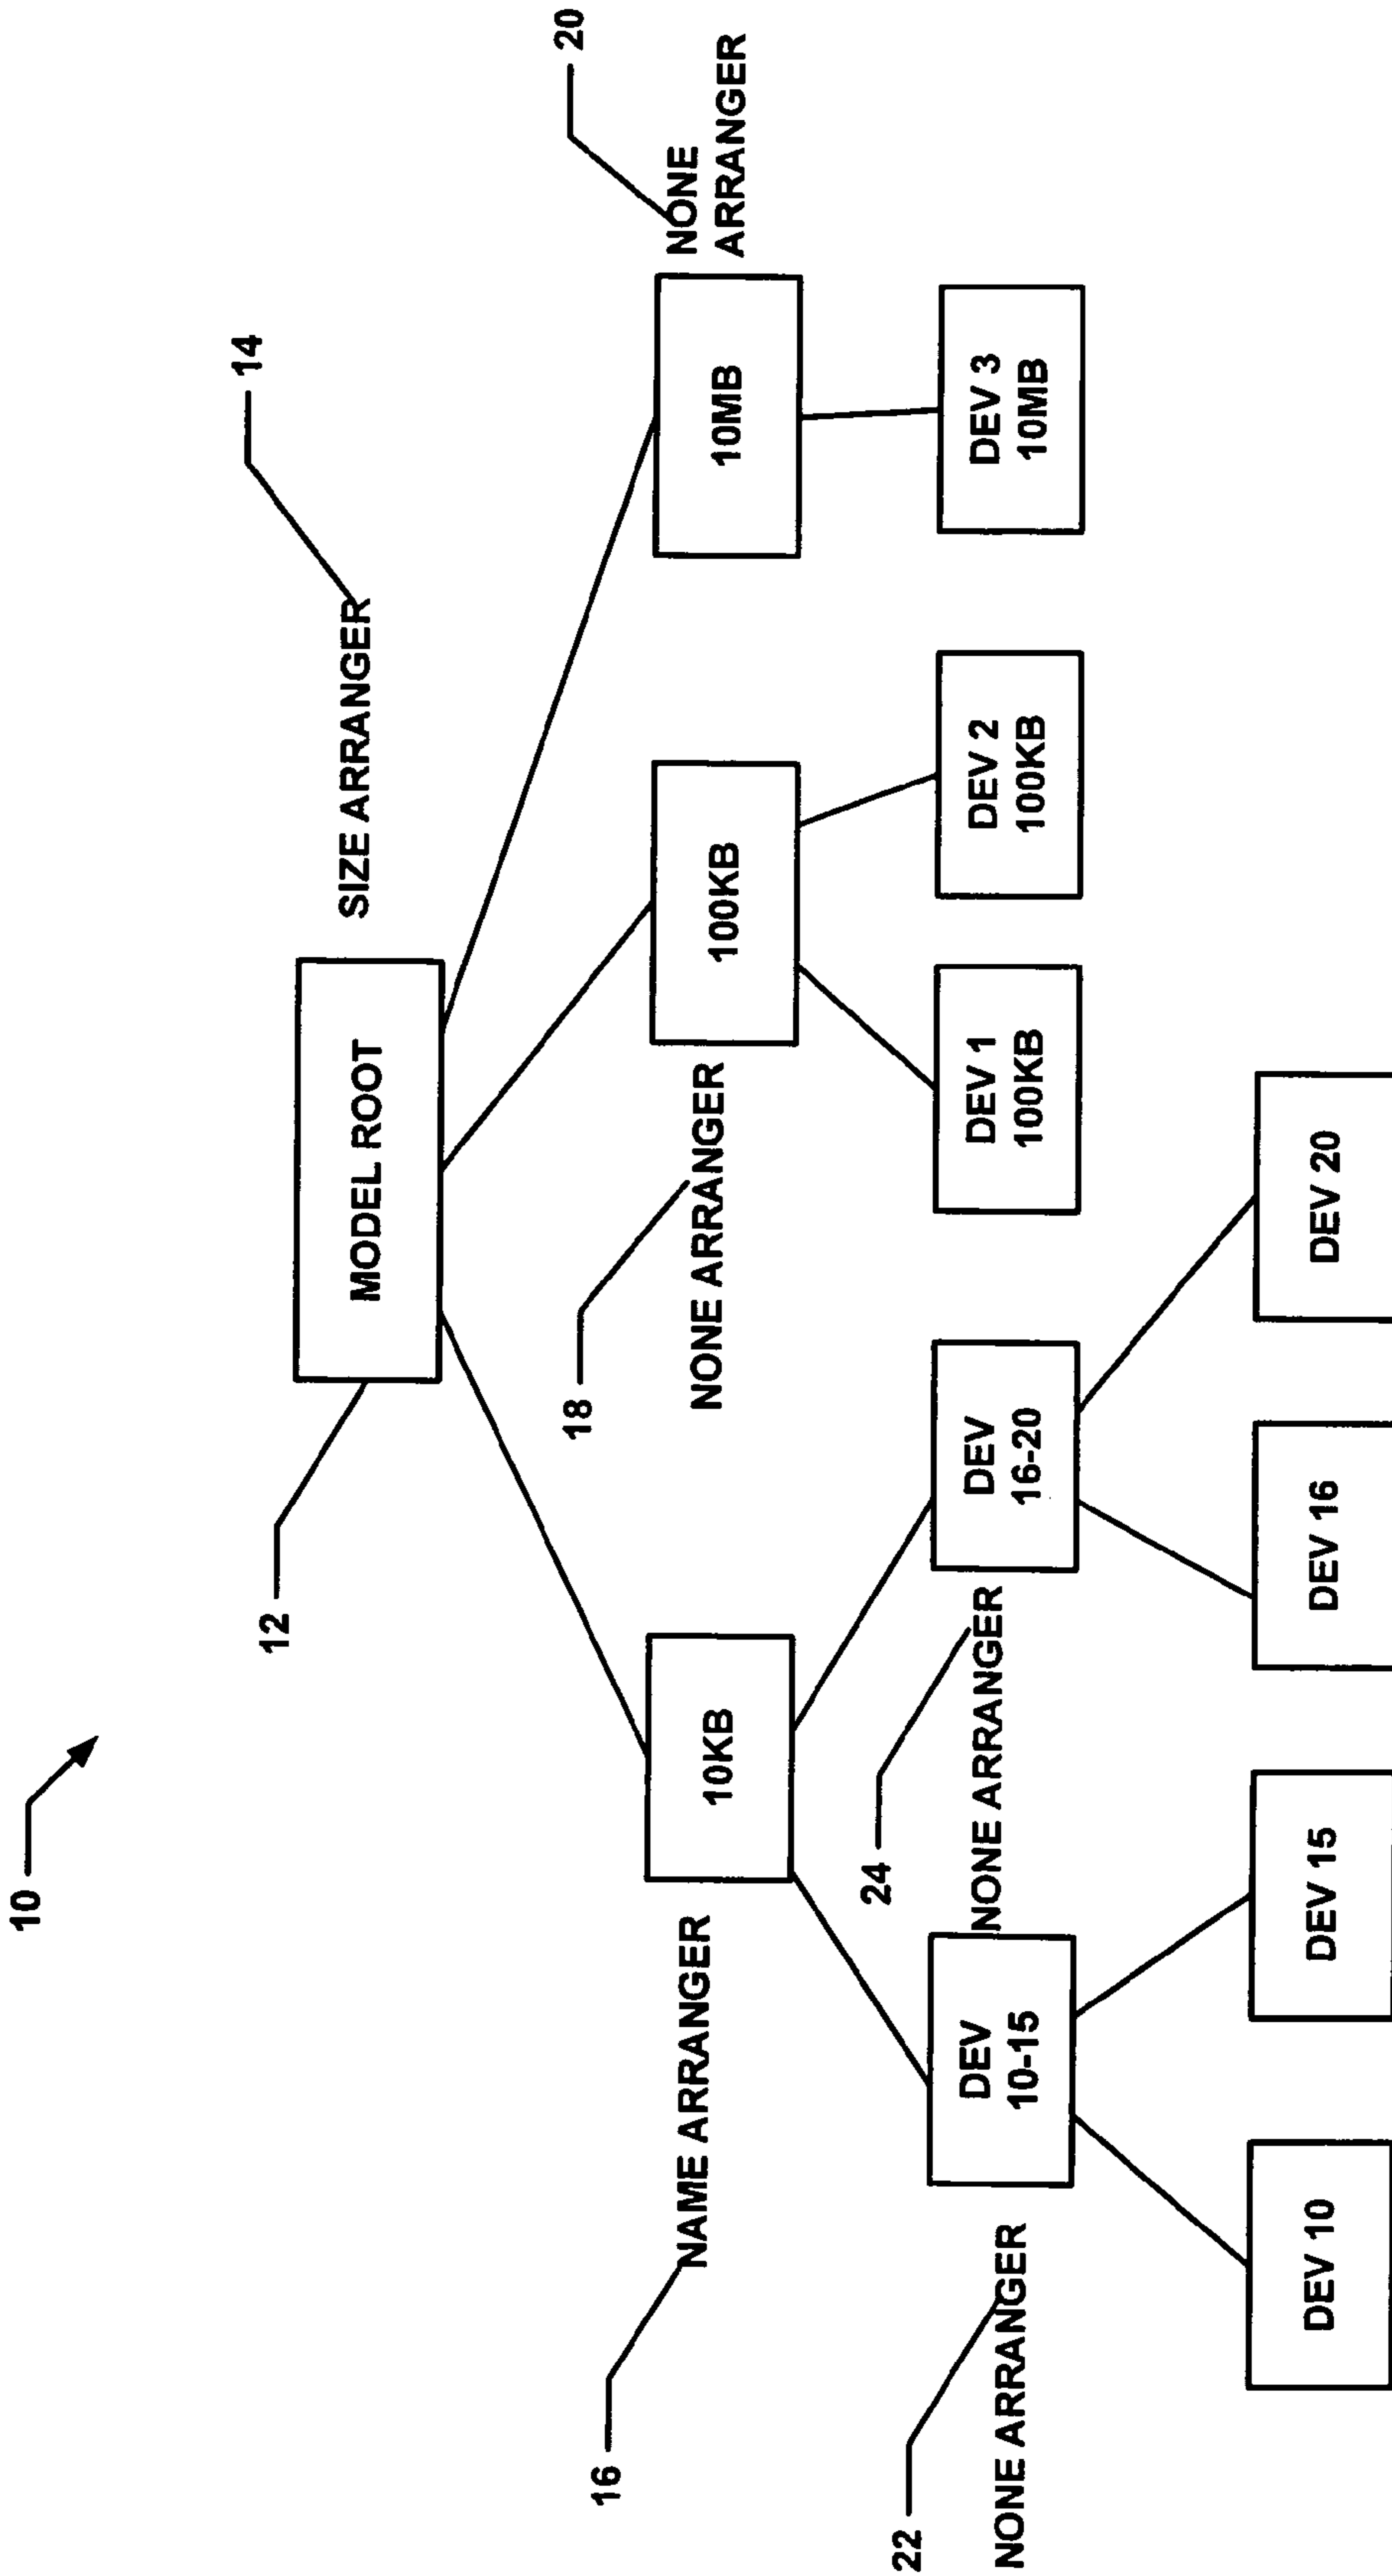 10
12
MODEL ROOT
SIZE ARRANGER
14
16
NAME ARRANGER
10KB
18
NONE ARRANGER
100KB
10MB
NONE
ARRANGER
20
22
NONE ARRANGER
DEV
10-15
24
NONE ARRANGER
DEV
16-20
DEV 1
100KB
DEV 2
100KB
DEV 3
10MB
DEV 10
DEV 15
DEV 16
DEV 20